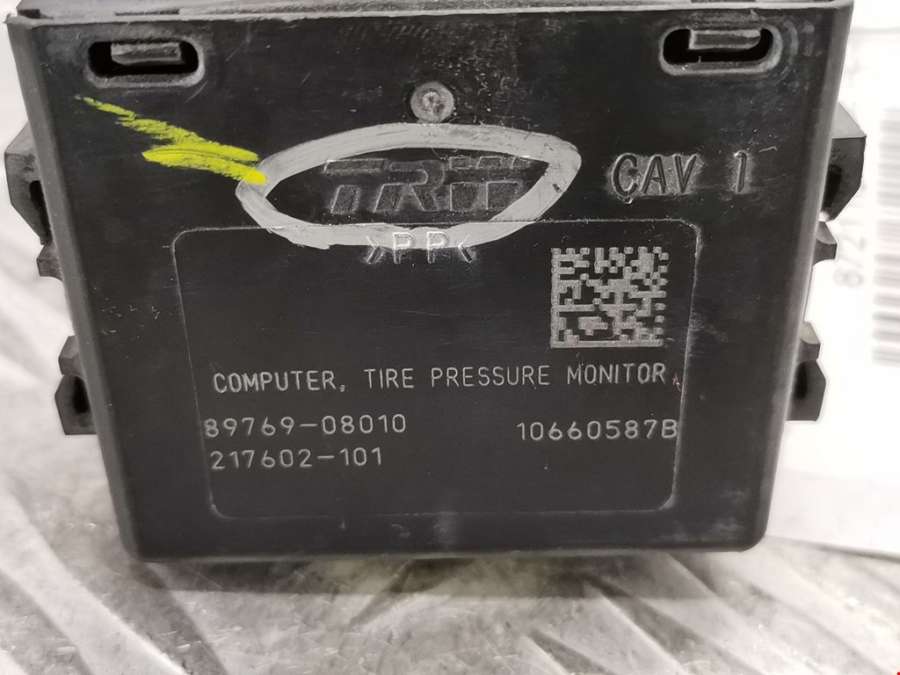 TRW
CAV 1
>PP<
COMPUTER, TIRE PRESSURE MONITOR
89769-08010
10660587B
217602-101